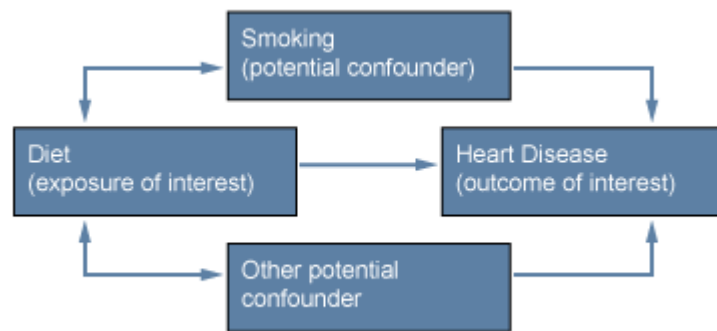 Smoking
(potential confounder)
Diet
(exposure of interest)
Heart Disease
(outcome of interest)
Other potential
confounder